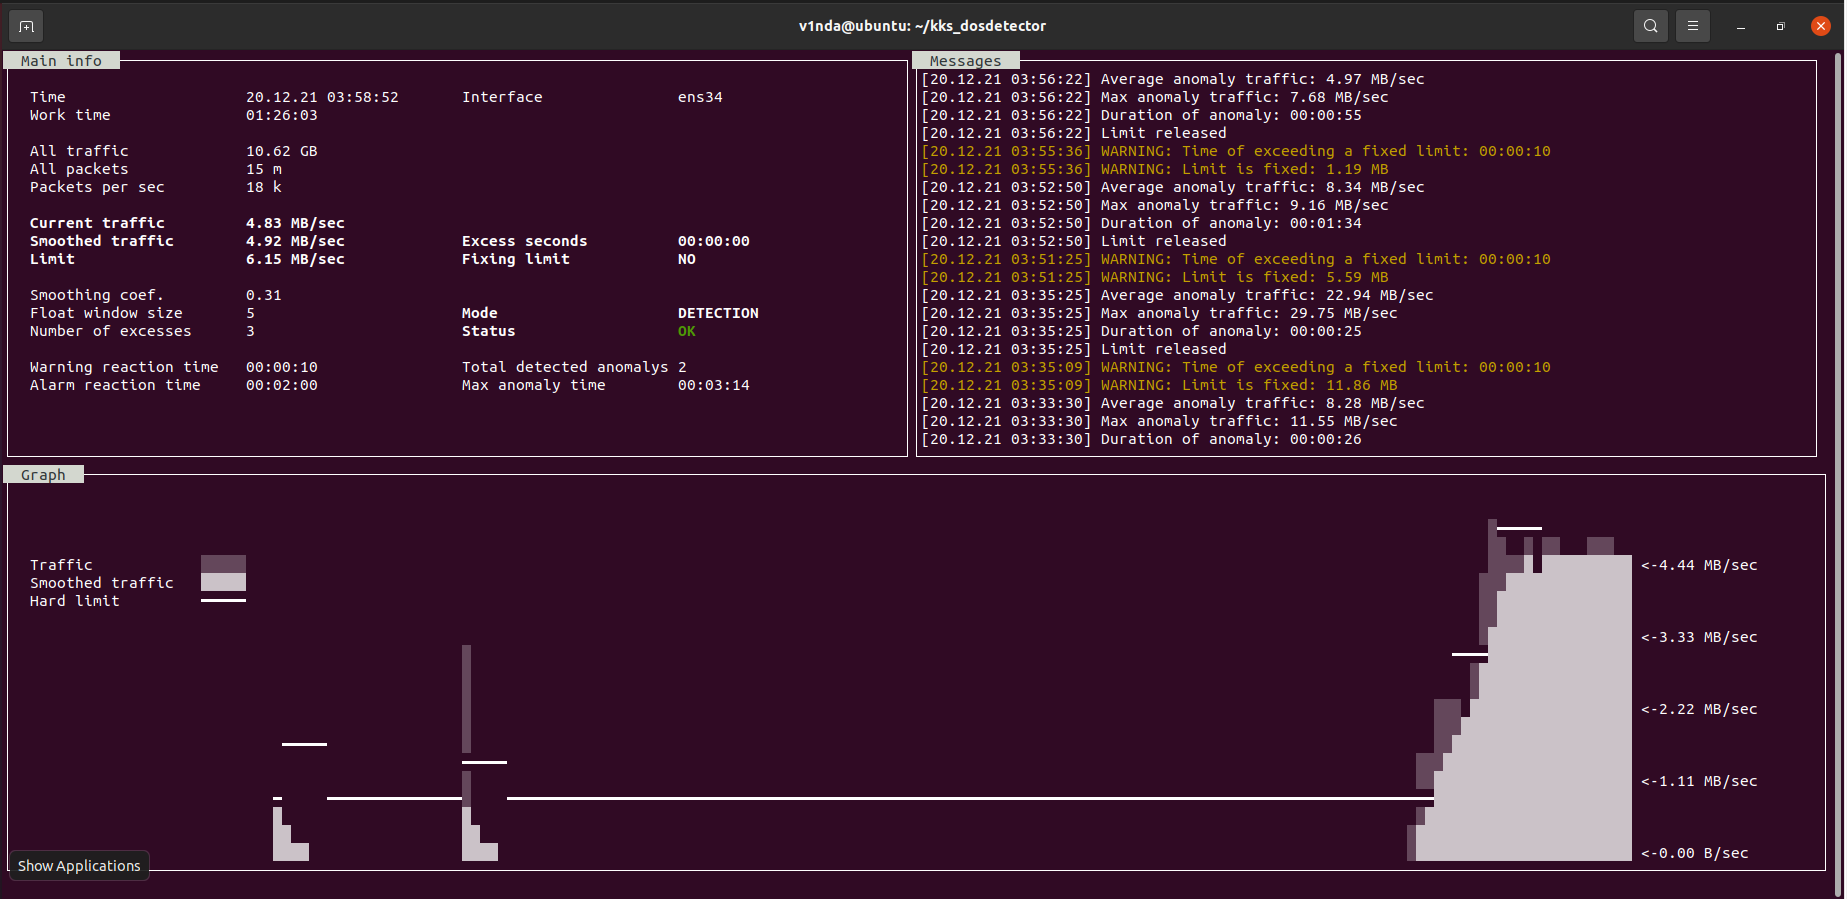 v1nda@ubuntu: ~/kks_dosdetector
Main info
Time 20.12.21 03:58:52 Interface ens34
Work time 01:26:03
All traffic 10.62 GB
All packets 15 m
Packets per sec 18 k
Current traffic 4.83 MB/sec
Smoothed traffic 4.92 MB/sec Excess seconds 00:00:00
Limit 6.15 MB/sec Fixing limit NO
Smoothing coef. 0.31
Float window size 5 Mode DETECTION
Number of excesses 3 Status OK
Warning reaction time 00:00:10 Total detected anomalys 2
Alarm reaction time 00:02:00 Max anomaly time 00:03:14
Messages
[20.12.21 03:56:22] Average anomaly traffic: 4.97 MB/sec
[20.12.21 03:56:22] Max anomaly traffic: 7.68 MB/sec
[20.12.21 03:56:22] Duration of anomaly: 00:00:55
[20.12.21 03:56:22] Limit released
[20.12.21 03:55:36] WARNING: Time of exceeding a fixed limit: 00:00:10
[20.12.21 03:55:36] WARNING: Limit is fixed: 1.19 MB
[20.12.21 03:52:50] Average anomaly traffic: 8.34 MB/sec
[20.12.21 03:52:50] Max anomaly traffic: 9.16 MB/sec
[20.12.21 03:52:50] Duration of anomaly: 00:01:34
[20.12.21 03:52:50] Limit released
[20.12.21 03:51:25] WARNING: Time of exceeding a fixed limit: 00:00:10
[20.12.21 03:51:25] WARNING: Limit is fixed: 5.59 MB
[20.12.21 03:35:25] Average anomaly traffic: 22.94 MB/sec
[20.12.21 03:35:25] Max anomaly traffic: 29.75 MB/sec
[20.12.21 03:35:25] Duration of anomaly: 00:00:25
[20.12.21 03:35:25] Limit released
[20.12.21 03:35:09] WARNING: Time of exceeding a fixed limit: 00:00:10
[20.12.21 03:35:09] WARNING: Limit is fixed: 11.86 MB
[20.12.21 03:33:30] Average anomaly traffic: 8.28 MB/sec
[20.12.21 03:33:30] Max anomaly traffic: 11.55 MB/sec
[20.12.21 03:33:30] Duration of anomaly: 00:00:26
Graph
Traffic
Smoothed traffic
Hard limit
<-4.44 MB/sec
<-3.33 MB/sec
<-2.22 MB/sec
<-1.11 MB/sec
<-0.00 B/sec
Show Applications